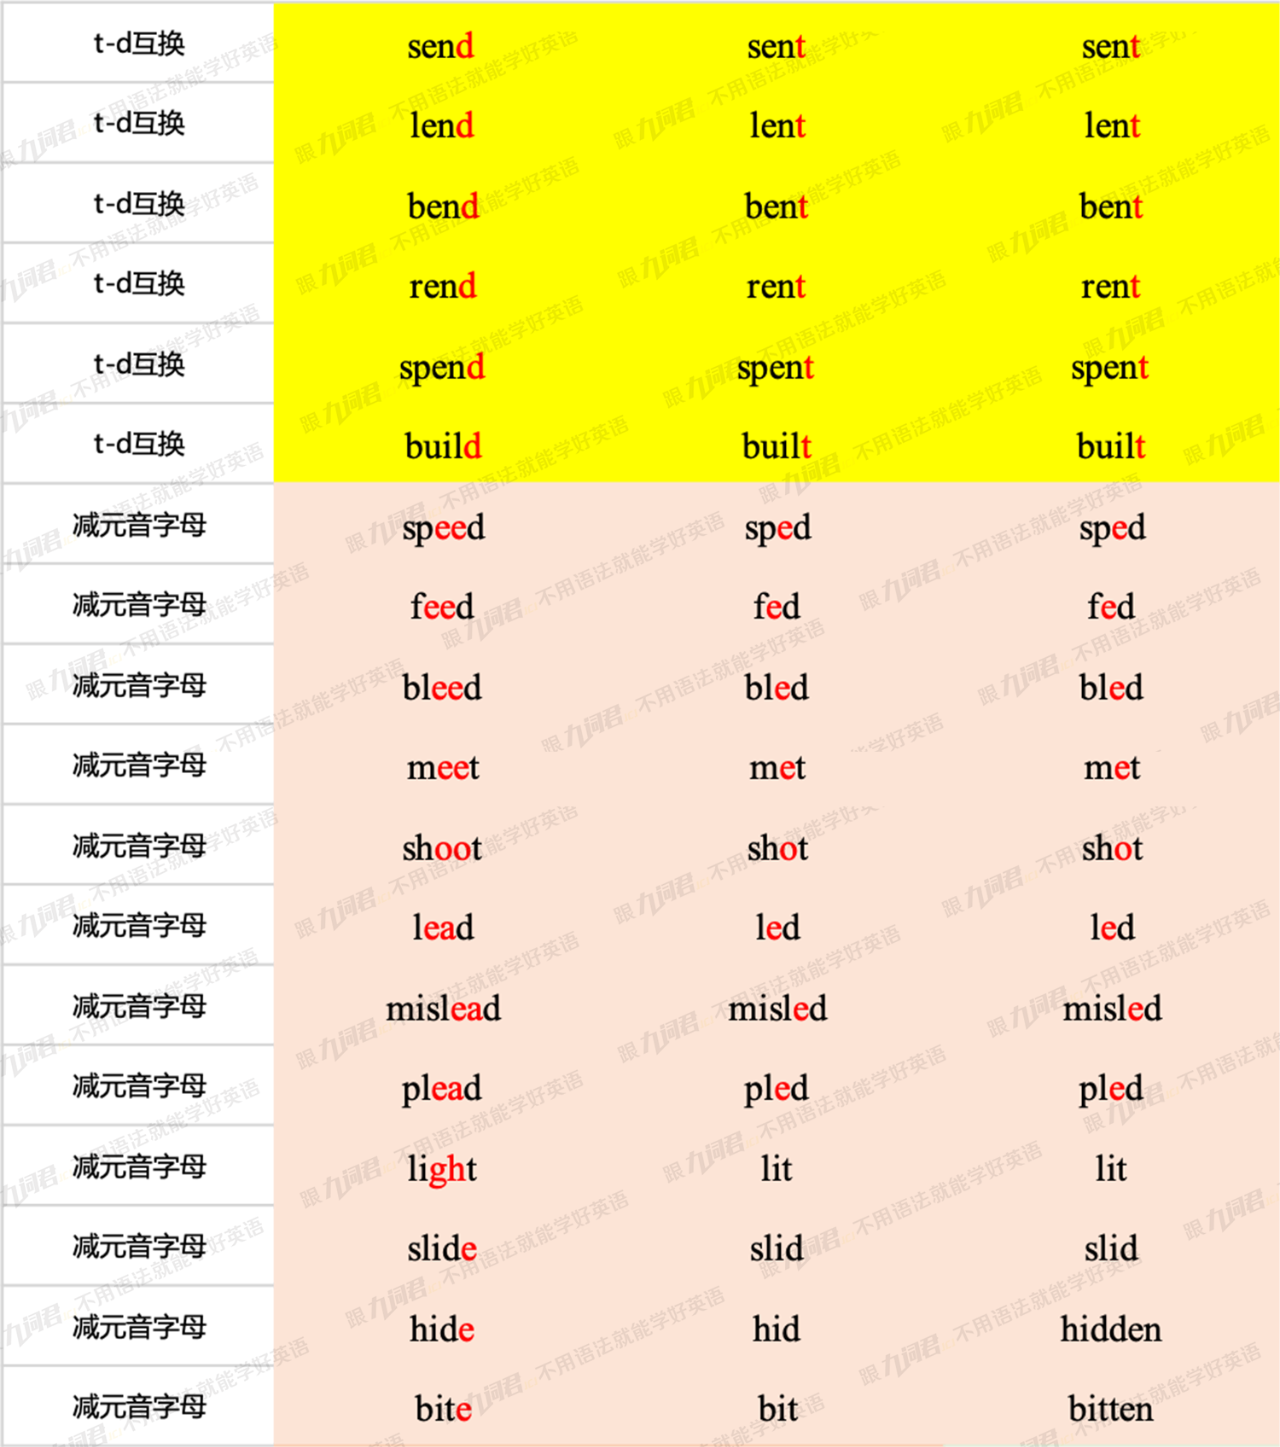 t-d互换 send sent sent
t-d互换 lend lent lent
t-d互换 bend bent bent
t-d互换 rend rent rent
t-d互换 spend spent spent
t-d互换 build built built
减元音字母 speed sped sped
减元音字母 feed fed fed
减元音字母 bleed bled bled
减元音字母 meet met met
减元音字母 shoot shot shot
减元音字母 lead led led
减元音字母 mislead misled misled
减元音字母 plead pled pled
减元音字母 light lit lit
减元音字母 slide slid slid
减元音字母 hide hid hidden
减元音字母 bite bit bitten
跟九词君 不用语法就能学好英语